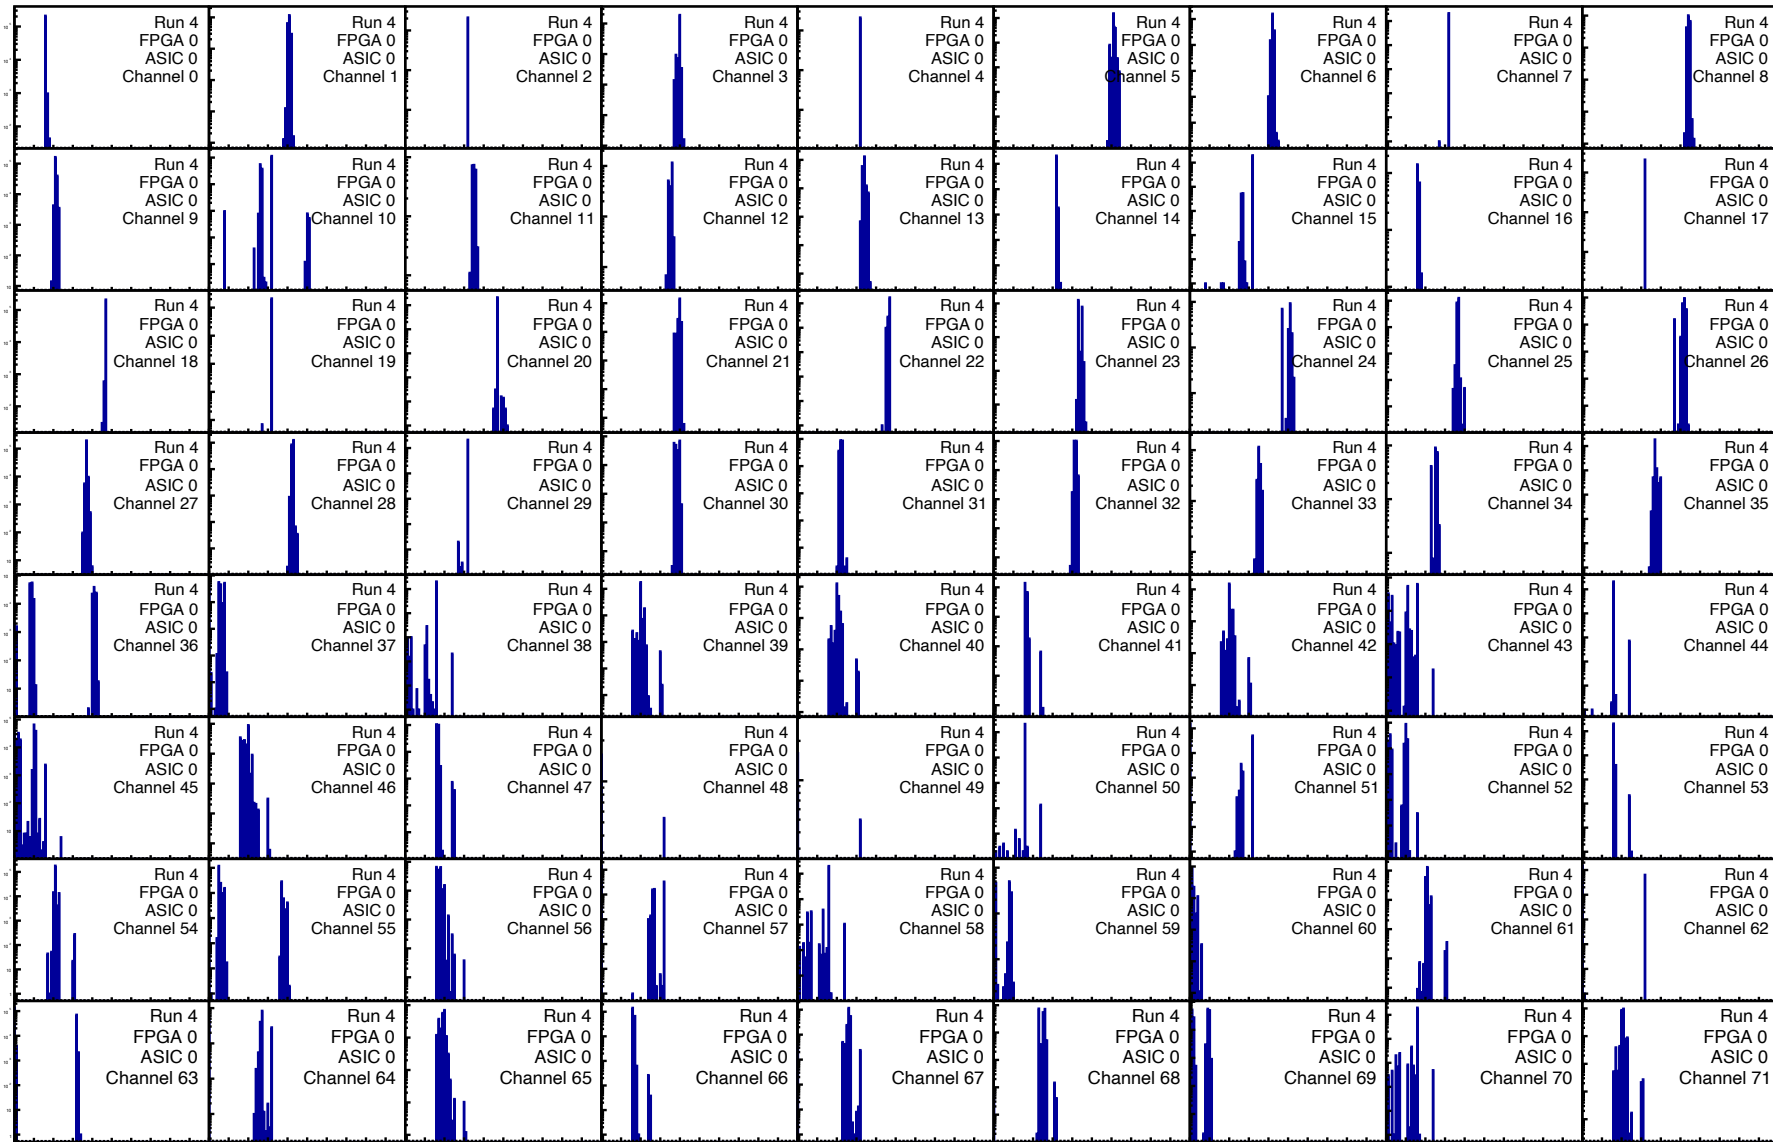 Run 4
FPGA 0
ASIC 0
Channel 0
Run 4
FPGA 0
ASIC 0
Channel 1
Run 4
FPGA 0
ASIC 0
Channel 2
Run 4
FPGA 0
ASIC 0
Channel 3
Run 4
FPGA 0
ASIC 0
Channel 4
Run 4
FPGA 0
ASIC 0
Channel 5
Run 4
FPGA 0
ASIC 0
Channel 6
Run 4
FPGA 0
ASIC 0
Channel 7
Run 4
FPGA 0
ASIC 0
Channel 8
Run 4
FPGA 0
ASIC 0
Channel 9
Run 4
FPGA 0
ASIC 0
Channel 10
Run 4
FPGA 0
ASIC 0
Channel 11
Run 4
FPGA 0
ASIC 0
Channel 12
Run 4
FPGA 0
ASIC 0
Channel 13
Run 4
FPGA 0
ASIC 0
Channel 14
Run 4
FPGA 0
ASIC 0
Channel 15
Run 4
FPGA 0
ASIC 0
Channel 16
Run 4
FPGA 0
ASIC 0
Channel 17
Run 4
FPGA 0
ASIC 0
Channel 18
Run 4
FPGA 0
ASIC 0
Channel 19
Run 4
FPGA 0
ASIC 0
Channel 20
Run 4
FPGA 0
ASIC 0
Channel 21
Run 4
FPGA 0
ASIC 0
Channel 22
Run 4
FPGA 0
ASIC 0
Channel 23
Run 4
FPGA 0
ASIC 0
Channel 24
Run 4
FPGA 0
ASIC 0
Channel 25
Run 4
FPGA 0
ASIC 0
Channel 26
Run 4
FPGA 0
ASIC 0
Channel 27
Run 4
FPGA 0
ASIC 0
Channel 28
Run 4
FPGA 0
ASIC 0
Channel 29
Run 4
FPGA 0
ASIC 0
Channel 30
Run 4
FPGA 0
ASIC 0
Channel 31
Run 4
FPGA 0
ASIC 0
Channel 32
Run 4
FPGA 0
ASIC 0
Channel 33
Run 4
FPGA 0
ASIC 0
Channel 34
Run 4
FPGA 0
ASIC 0
Channel 35
Run 4
FPGA 0
ASIC 0
Channel 36
Run 4
FPGA 0
ASIC 0
Channel 37
Run 4
FPGA 0
ASIC 0
Channel 38
Run 4
FPGA 0
ASIC 0
Channel 39
Run 4
FPGA 0
ASIC 0
Channel 40
Run 4
FPGA 0
ASIC 0
Channel 41
Run 4
FPGA 0
ASIC 0
Channel 42
Run 4
FPGA 0
ASIC 0
Channel 43
Run 4
FPGA 0
ASIC 0
Channel 44
Run 4
FPGA 0
ASIC 0
Channel 45
Run 4
FPGA 0
ASIC 0
Channel 46
Run 4
FPGA 0
ASIC 0
Channel 47
Run 4
FPGA 0
ASIC 0
Channel 48
Run 4
FPGA 0
ASIC 0
Channel 49
Run 4
FPGA 0
ASIC 0
Channel 50
Run 4
FPGA 0
ASIC 0
Channel 51
Run 4
FPGA 0
ASIC 0
Channel 52
Run 4
FPGA 0
ASIC 0
Channel 53
Run 4
FPGA 0
ASIC 0
Channel 54
Run 4
FPGA 0
ASIC 0
Channel 55
Run 4
FPGA 0
ASIC 0
Channel 56
Run 4
FPGA 0
ASIC 0
Channel 57
Run 4
FPGA 0
ASIC 0
Channel 58
Run 4
FPGA 0
ASIC 0
Channel 59
Run 4
FPGA 0
ASIC 0
Channel 60
Run 4
FPGA 0
ASIC 0
Channel 61
Run 4
FPGA 0
ASIC 0
Channel 62
Run 4
FPGA 0
ASIC 0
Channel 63
Run 4
FPGA 0
ASIC 0
Channel 64
Run 4
FPGA 0
ASIC 0
Channel 65
Run 4
FPGA 0
ASIC 0
Channel 66
Run 4
FPGA 0
ASIC 0
Channel 67
Run 4
FPGA 0
ASIC 0
Channel 68
Run 4
FPGA 0
ASIC 0
Channel 69
Run 4
FPGA 0
ASIC 0
Channel 70
Run 4
FPGA 0
ASIC 0
Channel 71